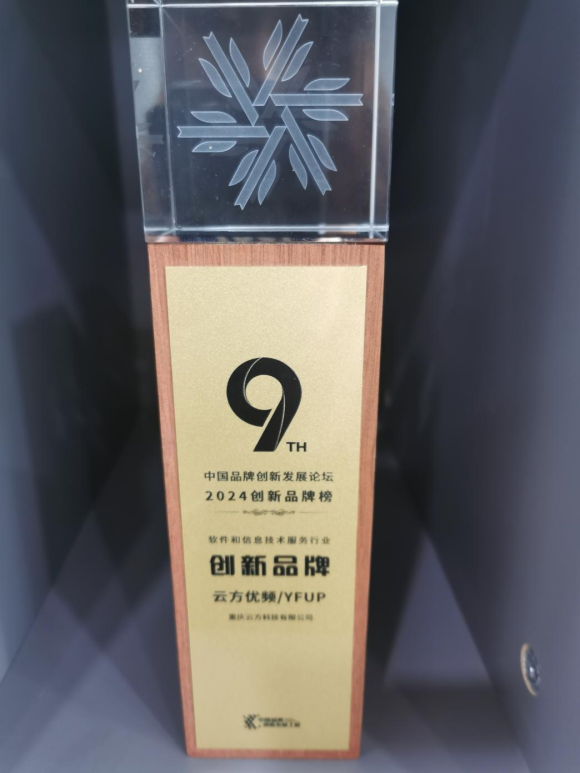 9TH
中国品牌创新发展论坛
2024创新品牌榜
软件和信息技术服务行业
创新品牌
云方优频/YFUP
重庆云方科技有限公司